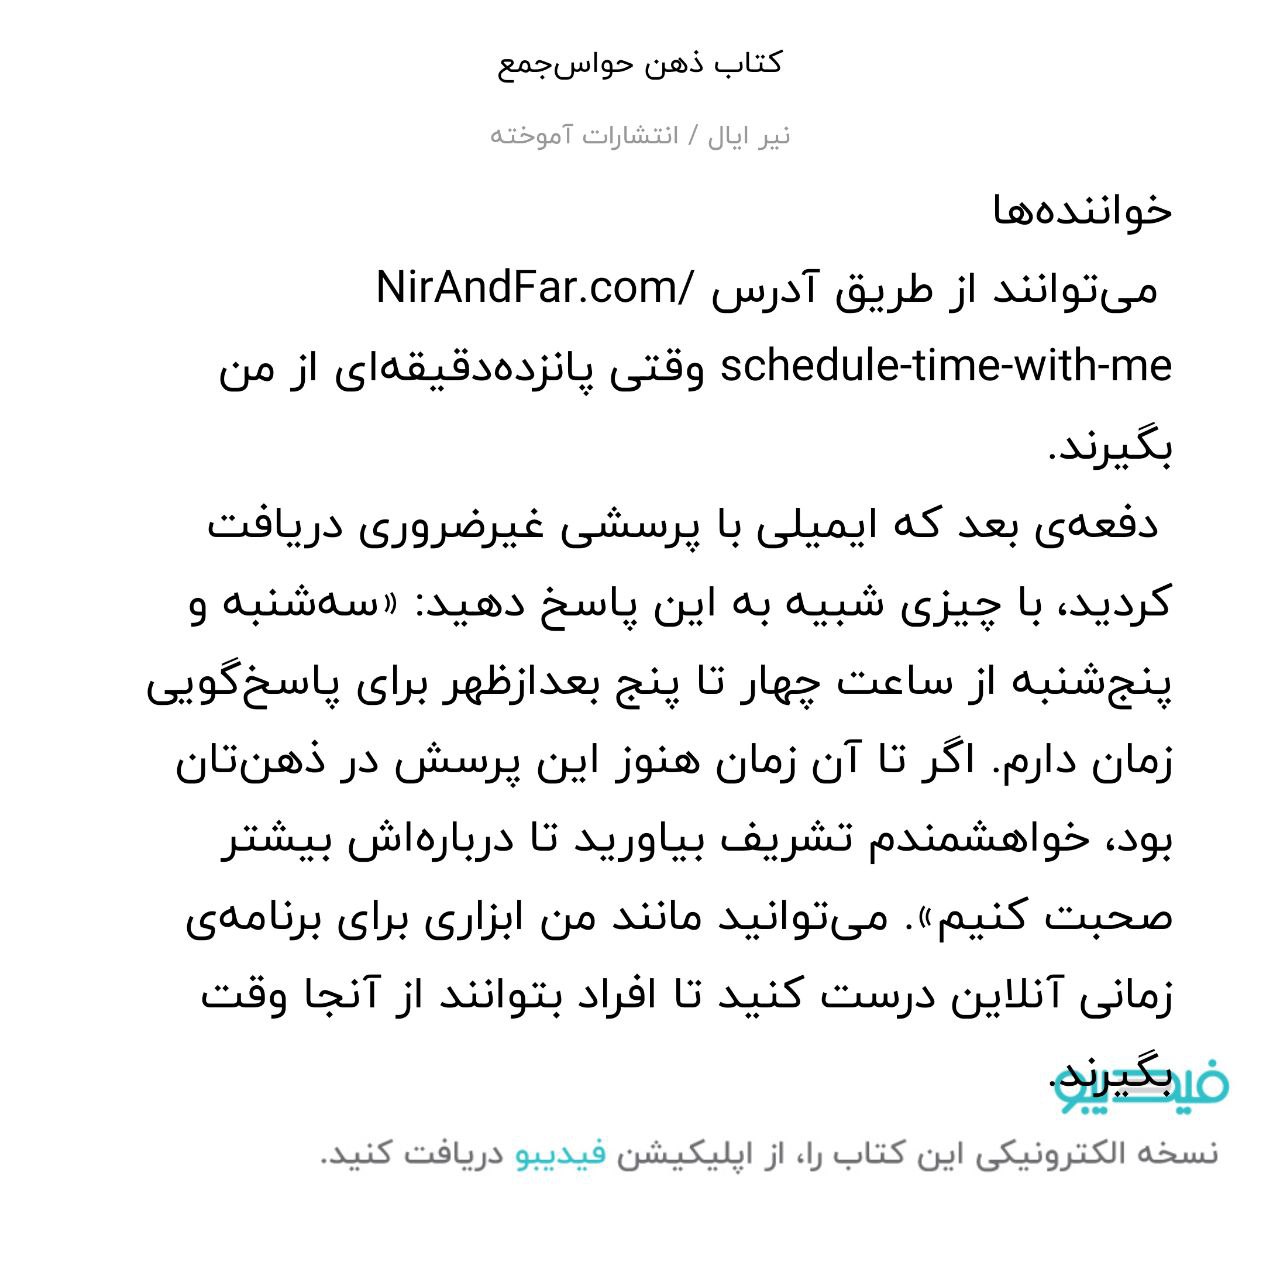 کتاب ذهن حواس‌جمع
نیر ایال / انتشارات آموخته
خواننده‌ها
می‌توانند از طریق آدرس NirAndFar.com/
schedule-time-with-me وقتی پانزده‌دقیقه‌ای از من
بگیرند.
دفعه‌ی بعد که ایمیلی با پرسشی غیرضروری دریافت
کردید، با چیزی شبیه به این پاسخ دهید: «سه‌شنبه و
پنج‌شنبه از ساعت چهار تا پنج بعدازظهر برای پاسخ‌گویی
زمان دارم. اگر تا آن زمان هنوز این پرسش در ذهن‌تان
بود، خواهشمندم تشریف بیاورید تا درباره‌اش بیشتر
صحبت کنیم». می‌توانید مانند من ابزاری برای برنامه‌ی
زمانی آنلاین درست کنید تا افراد بتوانند از آنجا وقت
بگیرند.
فیدیبو
نسخه الکترونیکی این کتاب را، از اپلیکیشن فیدیبو دریافت کنید.